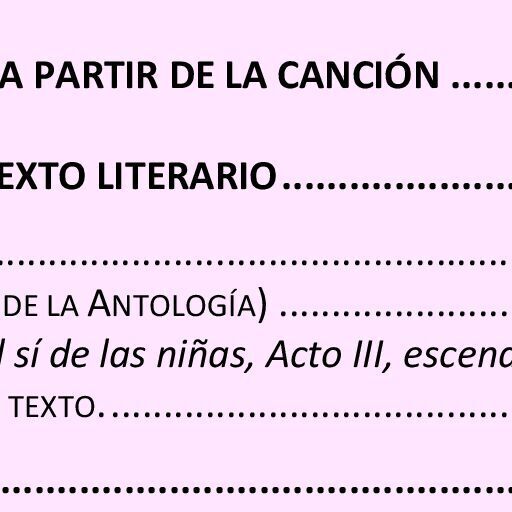 A PARTIR DE LA CANCIÓN ......
EXTO LITERARIO.....................
..............................................
DE LA ANTOLOGÍA) .....................
sí de las niñas, Acto III, escena
TEXTO. ....................................
..............................................